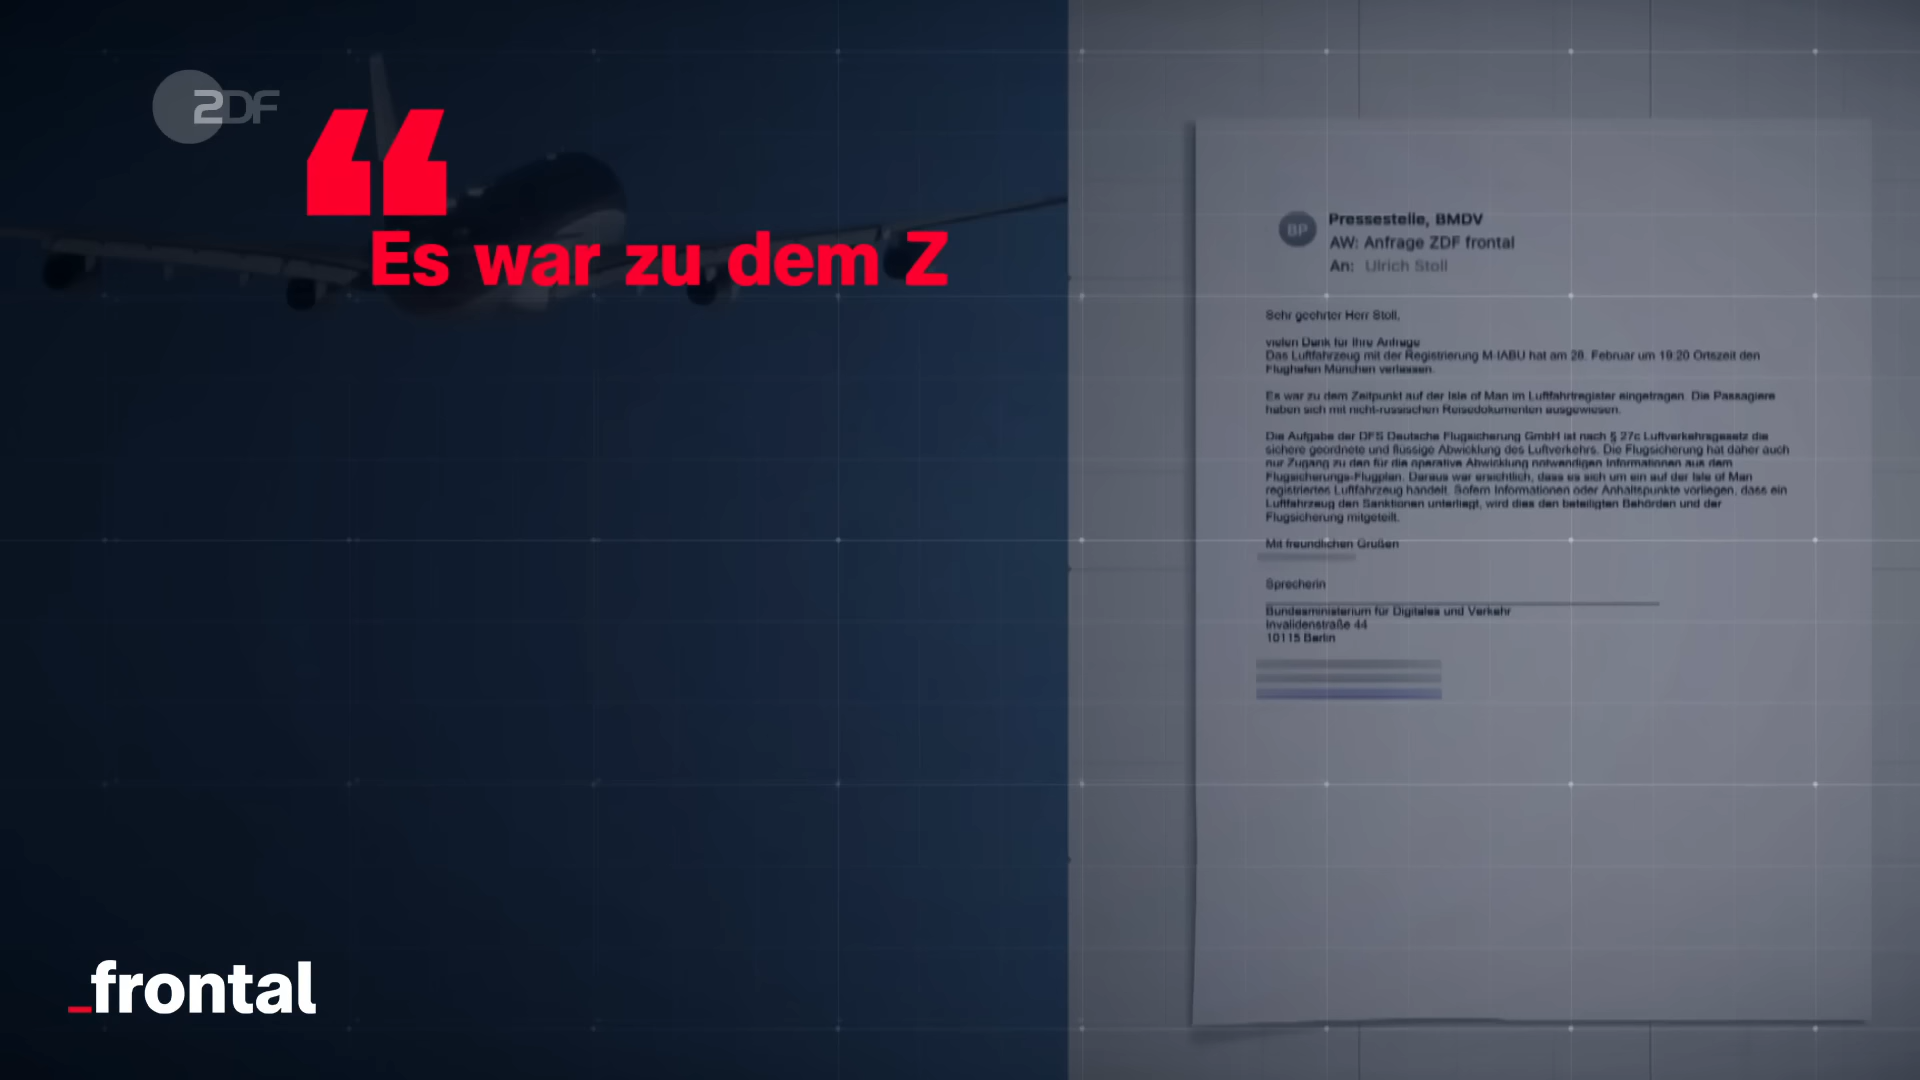 ZDF
Es war zu dem Z
BP
Pressestelle, BMDV
AW: Anfrage ZDF frontal
An: Ulrich Stoll
Sehr geehrter Herr Stoll,
vielen Dank für Ihre Anfrage
Das Luftfahrzeug mit der Registrierung M-IABU hat am 28. Februar um 19:20 Ortszeit den
Flughafen München verlassen.
Es war zu dem Zeitpunkt auf der Isle of Man im Luftfahrtregister eingetragen. Die Passagiere
haben sich mit nicht-russischen Reisedokumenten ausgewiesen.
Die Aufgabe der DFS Deutsche Flugsicherung GmbH ist nach § 27c Luftverkehrsgesetz die
sichere geordnete und flüssige Abwicklung des Luftverkehrs. Die Flugsicherung hat daher auch
nur Zugang zu den für die operative Abwicklung notwendigen Informationen aus dem
Flugsicherungs-Flugplan. Daraus war ersichtlich, dass es sich um ein auf der Isle of Man
registriertes Luftfahrzeug handelt. Sofern Informationen oder Anhaltspunkte vorliegen, dass ein
Luftfahrzeug den Sanktionen unterliegt, wird dies den beteiligten Behörden und der
Flugsicherung mitgeteilt.
Mit freundlichen Grüßen
Sprecherin
Bundesministerium für Digitales und Verkehr
Invalidenstraße 44
10115 Berlin
_frontal